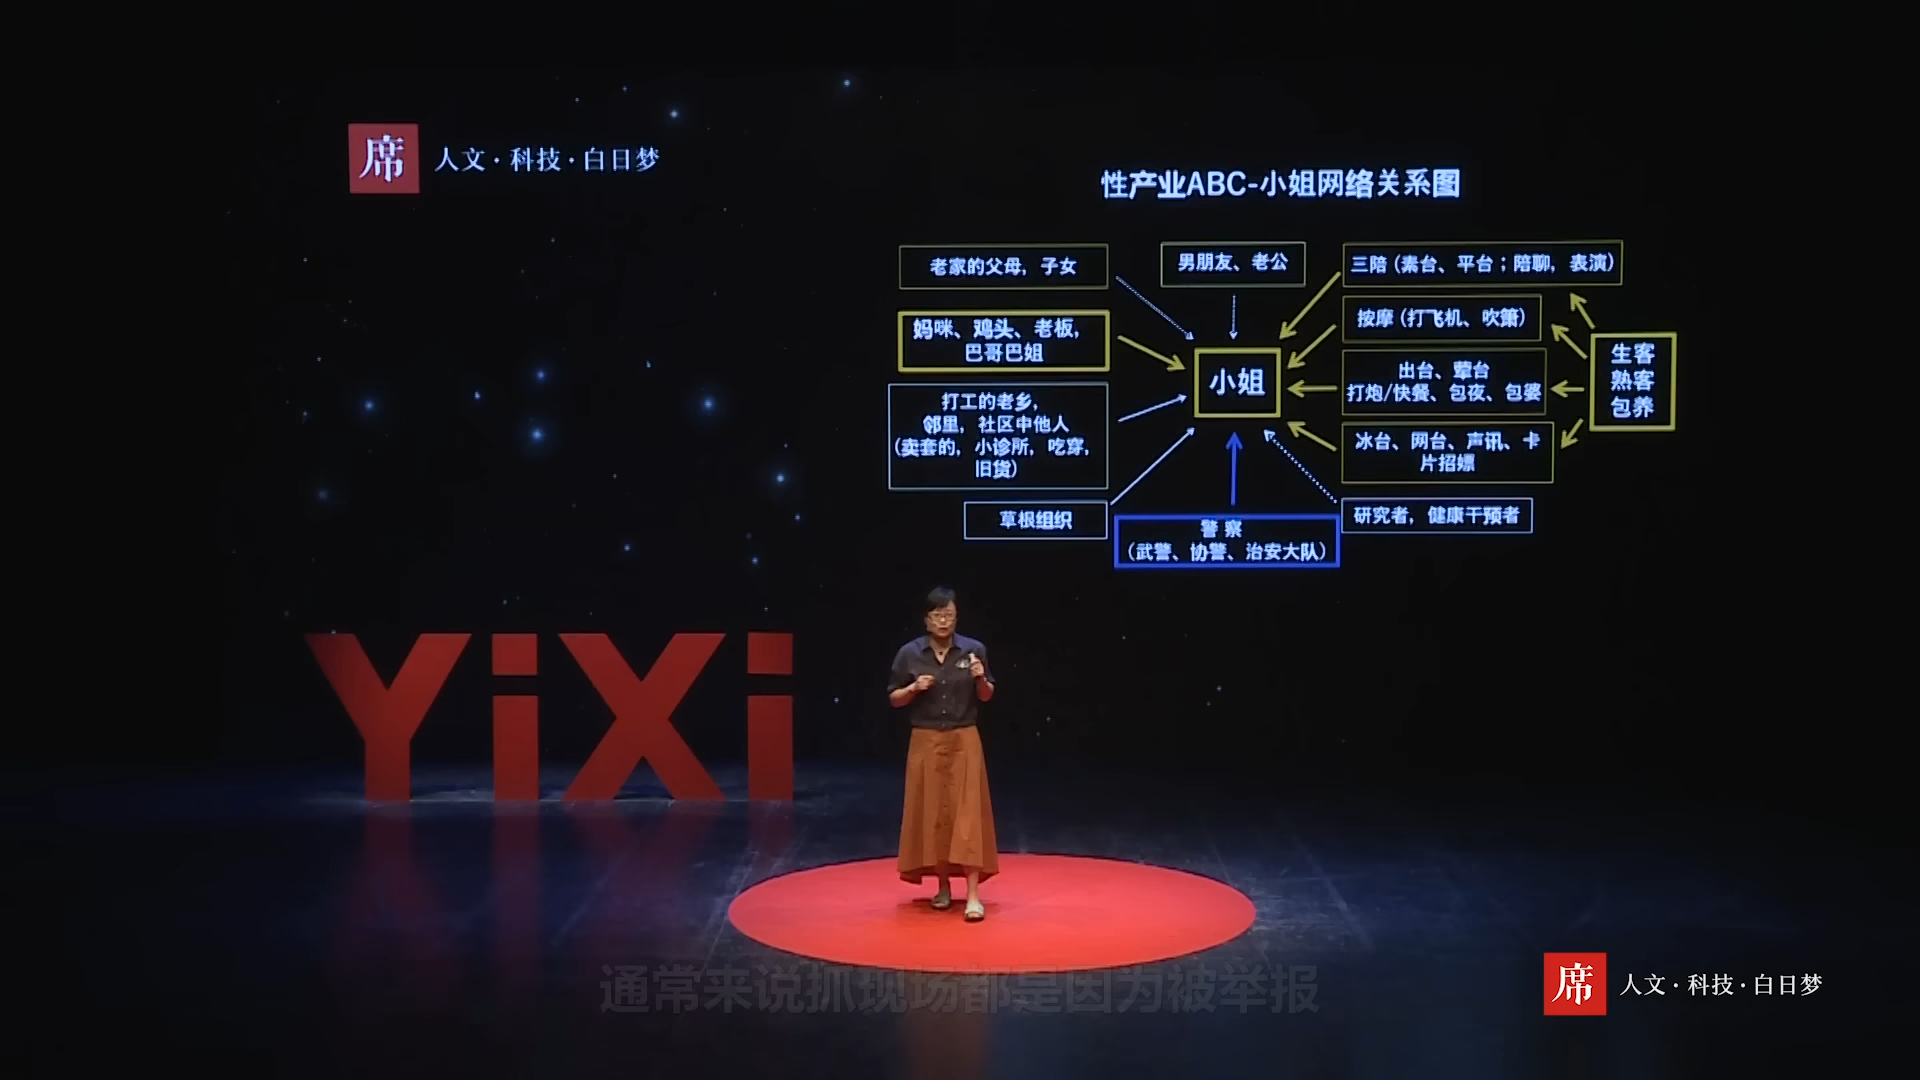 席 人文·科技·白日梦
性产业ABC-小姐网络关系图
老家的父母，子女
男朋友、老公
三陪（素台、平台；陪聊，表演）
妈咪、鸡头、老板，
巴哥巴姐
按摩（打飞机、吹箫）
生客
熟客
包养
小姐
出台、荤台
打炮/快餐、包夜、包婆
打工的老乡，
邻里，社区中他人
（卖套的，小诊所，吃穿，
旧货）
冰台、网台、声讯、卡
片招嫖
草根组织
警察
（武警、协警、治安大队）
研究者，健康干预者
YiXi
通常来说抓现场都是因为被举报
席 人文·科技·白日梦